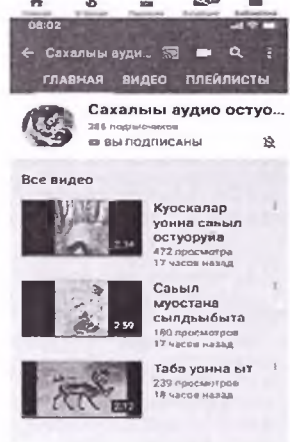 08:02
Сахалыы ауди...
ГЛАВНАЯ ВИДЕО ПЛЕЙЛИСТЫ
Сахалыы аудио остуо...
286 подписчиков
ВЫ ПОДПИСАНЫ
Все видео
Куоскалар
уонна саһыл
остуоруйа
472 просмотра
17 часов назад
2:34
Саһыл
муостана
сылдьыбыта
180 просмотров
17 часов назад
2:59
Таба уонна ыт
239 просмотров
18 часов назад